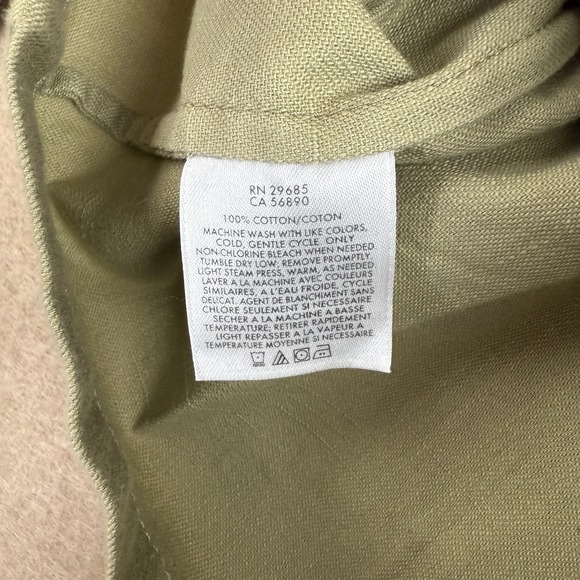 RN 29685
CA 56890
100% COTTON/COTON
MACHINE WASH WITH LIKE COLORS,
COLD, GENTLE CYCLE. ONLY
NON-CHLORINE BLEACH WHEN NEEDED.
TUMBLE DRY LOW; REMOVE PROMPTLY.
LIGHT STEAM PRESS, WARM, AS NEEDED
LAVER A LA MACHINE AVEC COULEURS
SIMILAIRES, A L'EAU FROIDE, CYCLE
DELICAT. AGENT DE BLANCHIMENT SANS
CHLORE SEULEMENT SI NECESSAIRE
SECHER A LA MACHINE A BASSE
TEMPERATURE; RETIRER RAPIDEMENT
LIGHT REPASSER A LA VAPEUR A
TEMPERATURE MOYENNE SI NECESSAIRE